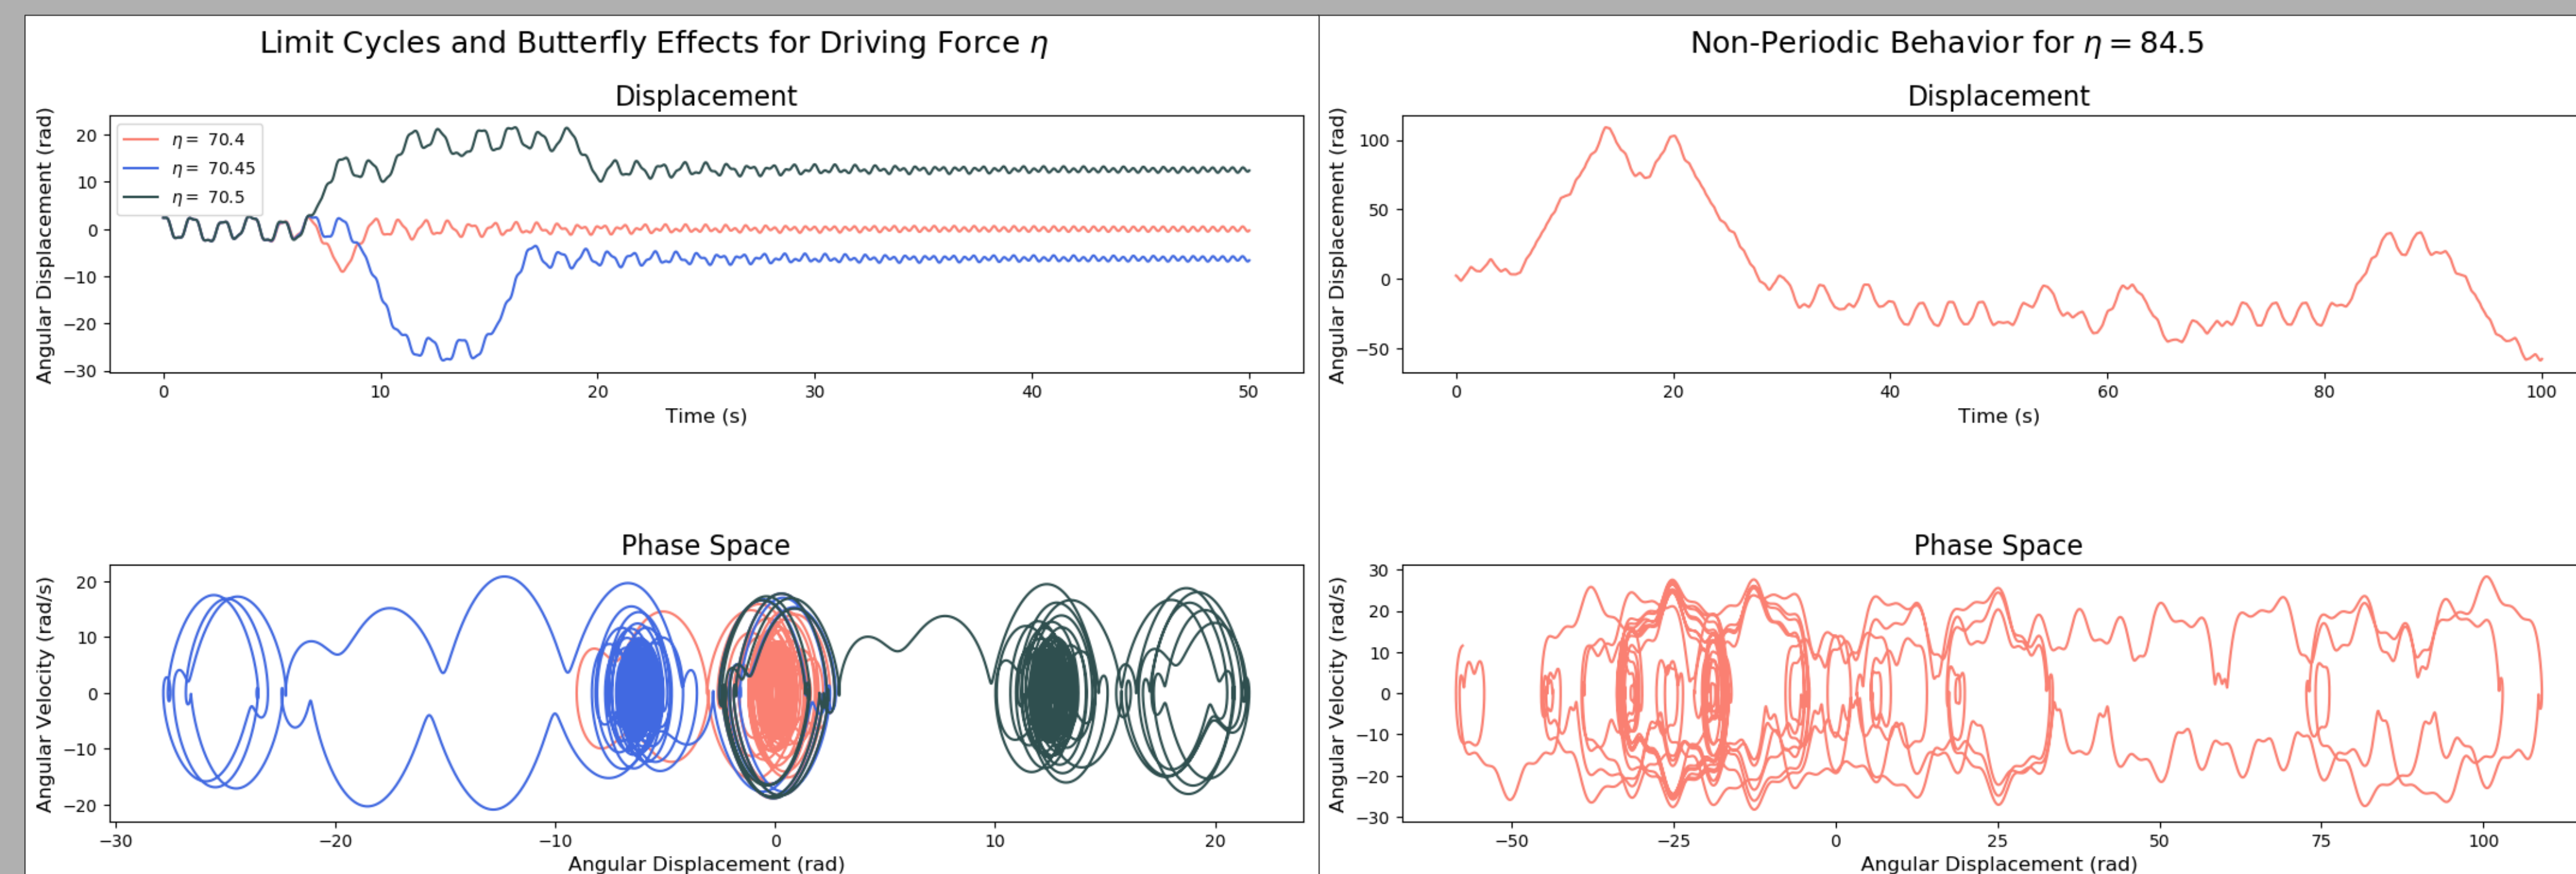 Limit Cycles and Butterfly Effects for Driving Force η
Displacement
Angular Displacement (rad)
20
10
0
−10
−20
−30
η = 70.4
η = 70.45
η = 70.5
0 10 20 30 40 50
Time (s)
Phase Space
Angular Velocity (rad/s)
20
10
0
−10
−20
−30 −20 −10 0 10 20
Angular Displacement (rad)
Non-Periodic Behavior for η = 84.5
Displacement
Angular Displacement (rad)
100
50
0
−50
0 20 40 60 80 100
Time (s)
Phase Space
Angular Velocity (rad/s)
30
20
10
0
−10
−20
−30
−50 −25 0 25 50 75 100
Angular Displacement (rad)